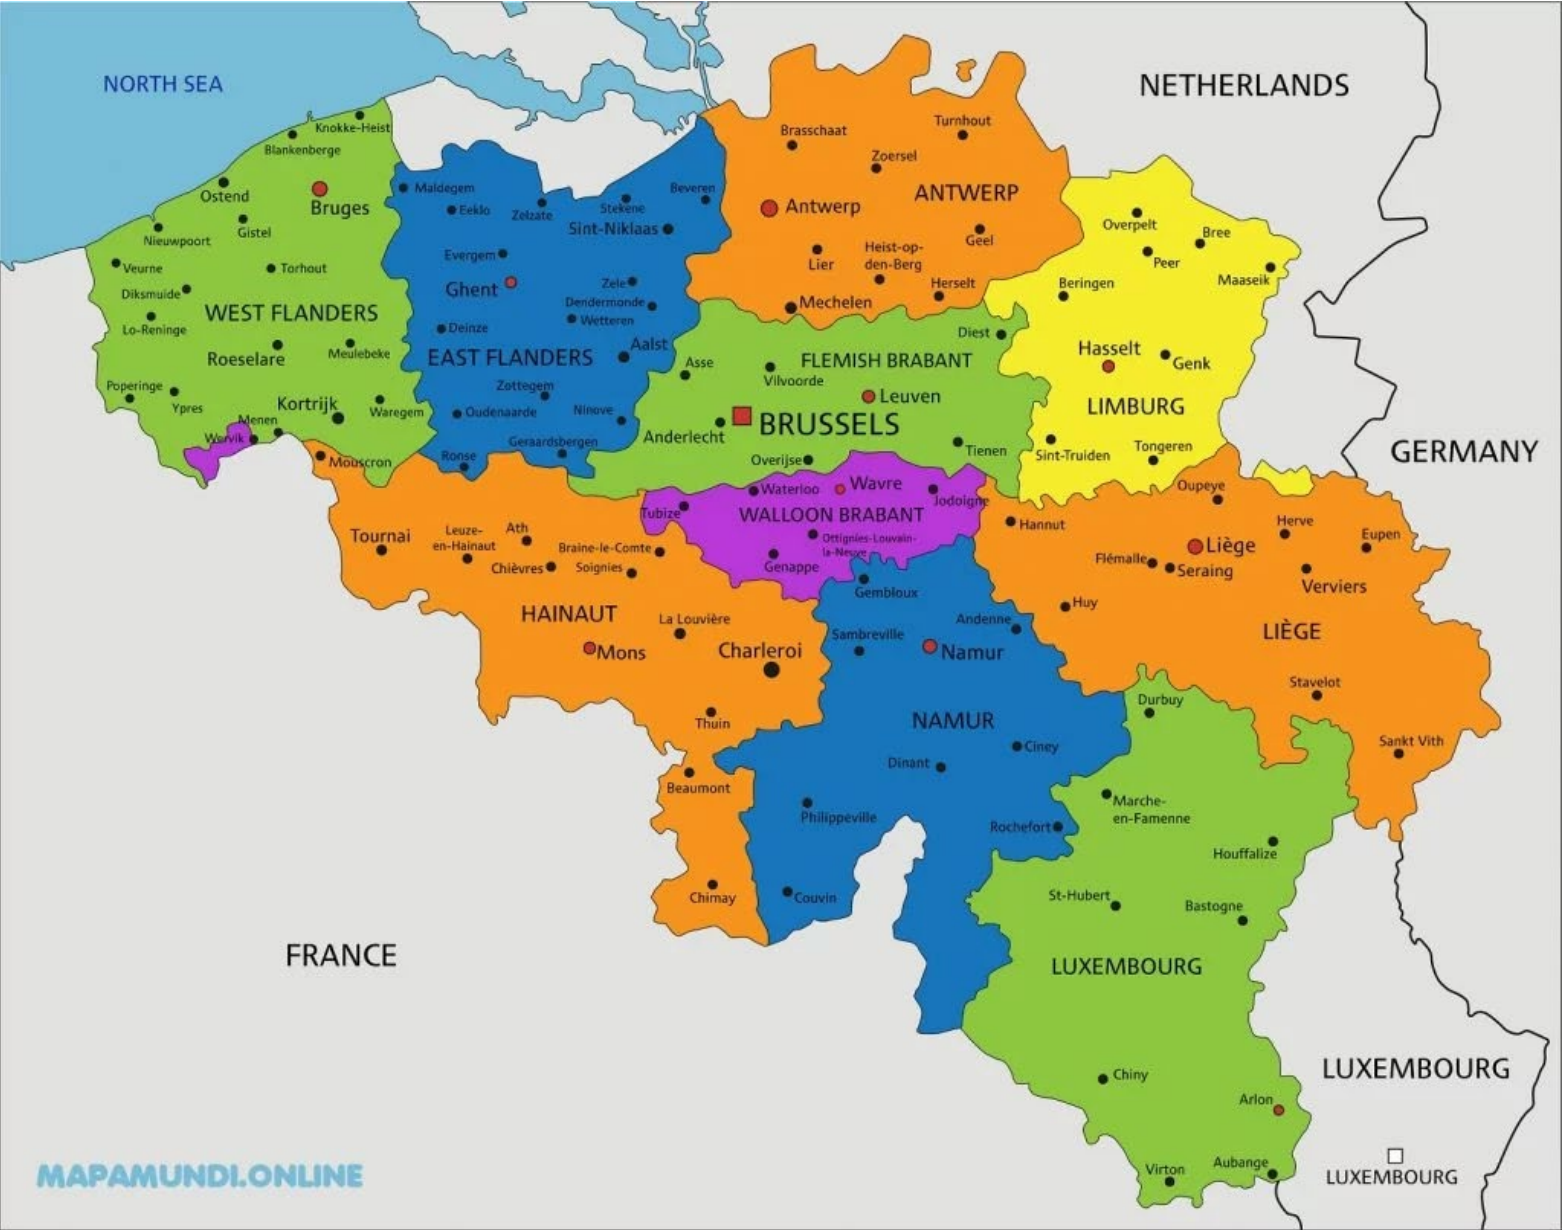 NORTH SEA
NETHERLANDS
Knokke-Heist
Blankenberge
Ostend
Bruges
Nieuwpoort
Gistel
Veurne
Torhout
Diksmuide
WEST FLANDERS
Lo-Reninge
Roeselare
Meulebeke
Poperinge
Ypres
Kortrijk
Waregem
Menen
Wervik
Mouscron
Maldegem
Eeklo
Zelzate
Stekene
Beveren
Sint-Niklaas
Evergem
Ghent
Zele
Dendermonde
Wetteren
Deinze
Aalst
EAST FLANDERS
Zottegem
Oudenaarde
Ninove
Geraardsbergen
Ronse
Brasschaat
Turnhout
Zoersel
ANTWERP
Antwerp
Geel
Lier
Heist-op-
den-Berg
Herselt
Mechelen
Overpelt
Bree
Peer
Maaseik
Beringen
Hasselt
Genk
LIMBURG
Sint-Truiden
Tongeren
Diest
Asse
FLEMISH BRABANT
Vilvoorde
Leuven
BRUSSELS
Anderlecht
Overijse
Tienen
GERMANY
Waterloo
Wavre
Jodoigne
Tubize
WALLOON BRABANT
Ottignies-Louvain-
la-Neuve
Genappe
Tournai
Leuze-
en-Hainaut
Ath
Chièvres
Braine-le-Comte
Soignies
HAINAUT
La Louvière
Mons
Charleroi
Thuin
Beaumont
Chimay
Gembloux
Andenne
Sambreville
Namur
NAMUR
Ciney
Dinant
Philippeville
Rochefort
Couvin
Oupeye
Hannut
Herve
Eupen
Liège
Flémalle
Seraing
Verviers
Huy
LIÈGE
Stavelot
Sankt Vith
Durbuy
Marche-
en-Famenne
Houffalize
St-Hubert
Bastogne
LUXEMBOURG
Chiny
Arlon
Virton
Aubange
FRANCE
LUXEMBOURG
LUXEMBOURG
MAPAMUNDI.ONLINE